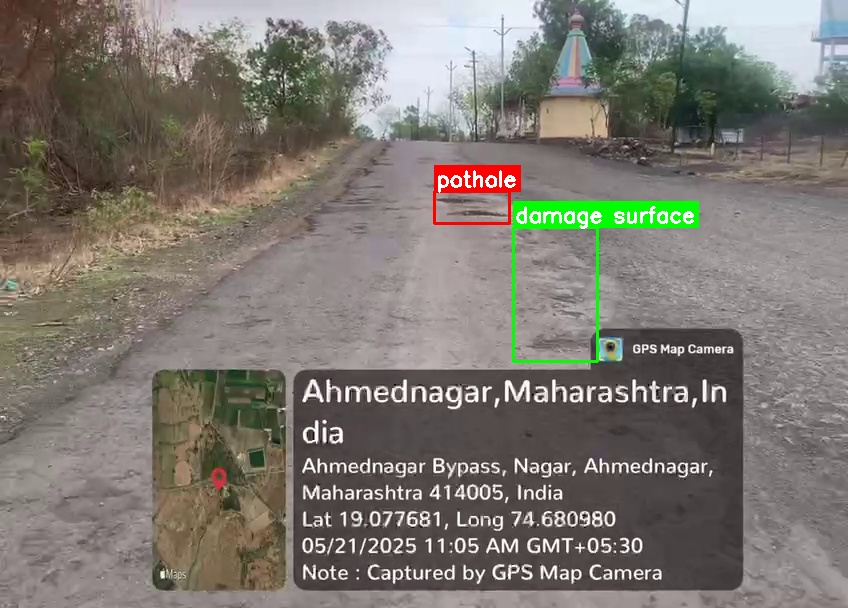 pothole
damage surface
GPS Map Camera
Ahmednagar,Maharashtra,In
dia
Ahmednagar Bypass, Nagar, Ahmednagar,
Maharashtra 414005, India
Lat 19.077681, Long 74.680980
05/21/2025 11:05 AM GMT+05:30
Note : Captured by GPS Map Camera
Maps